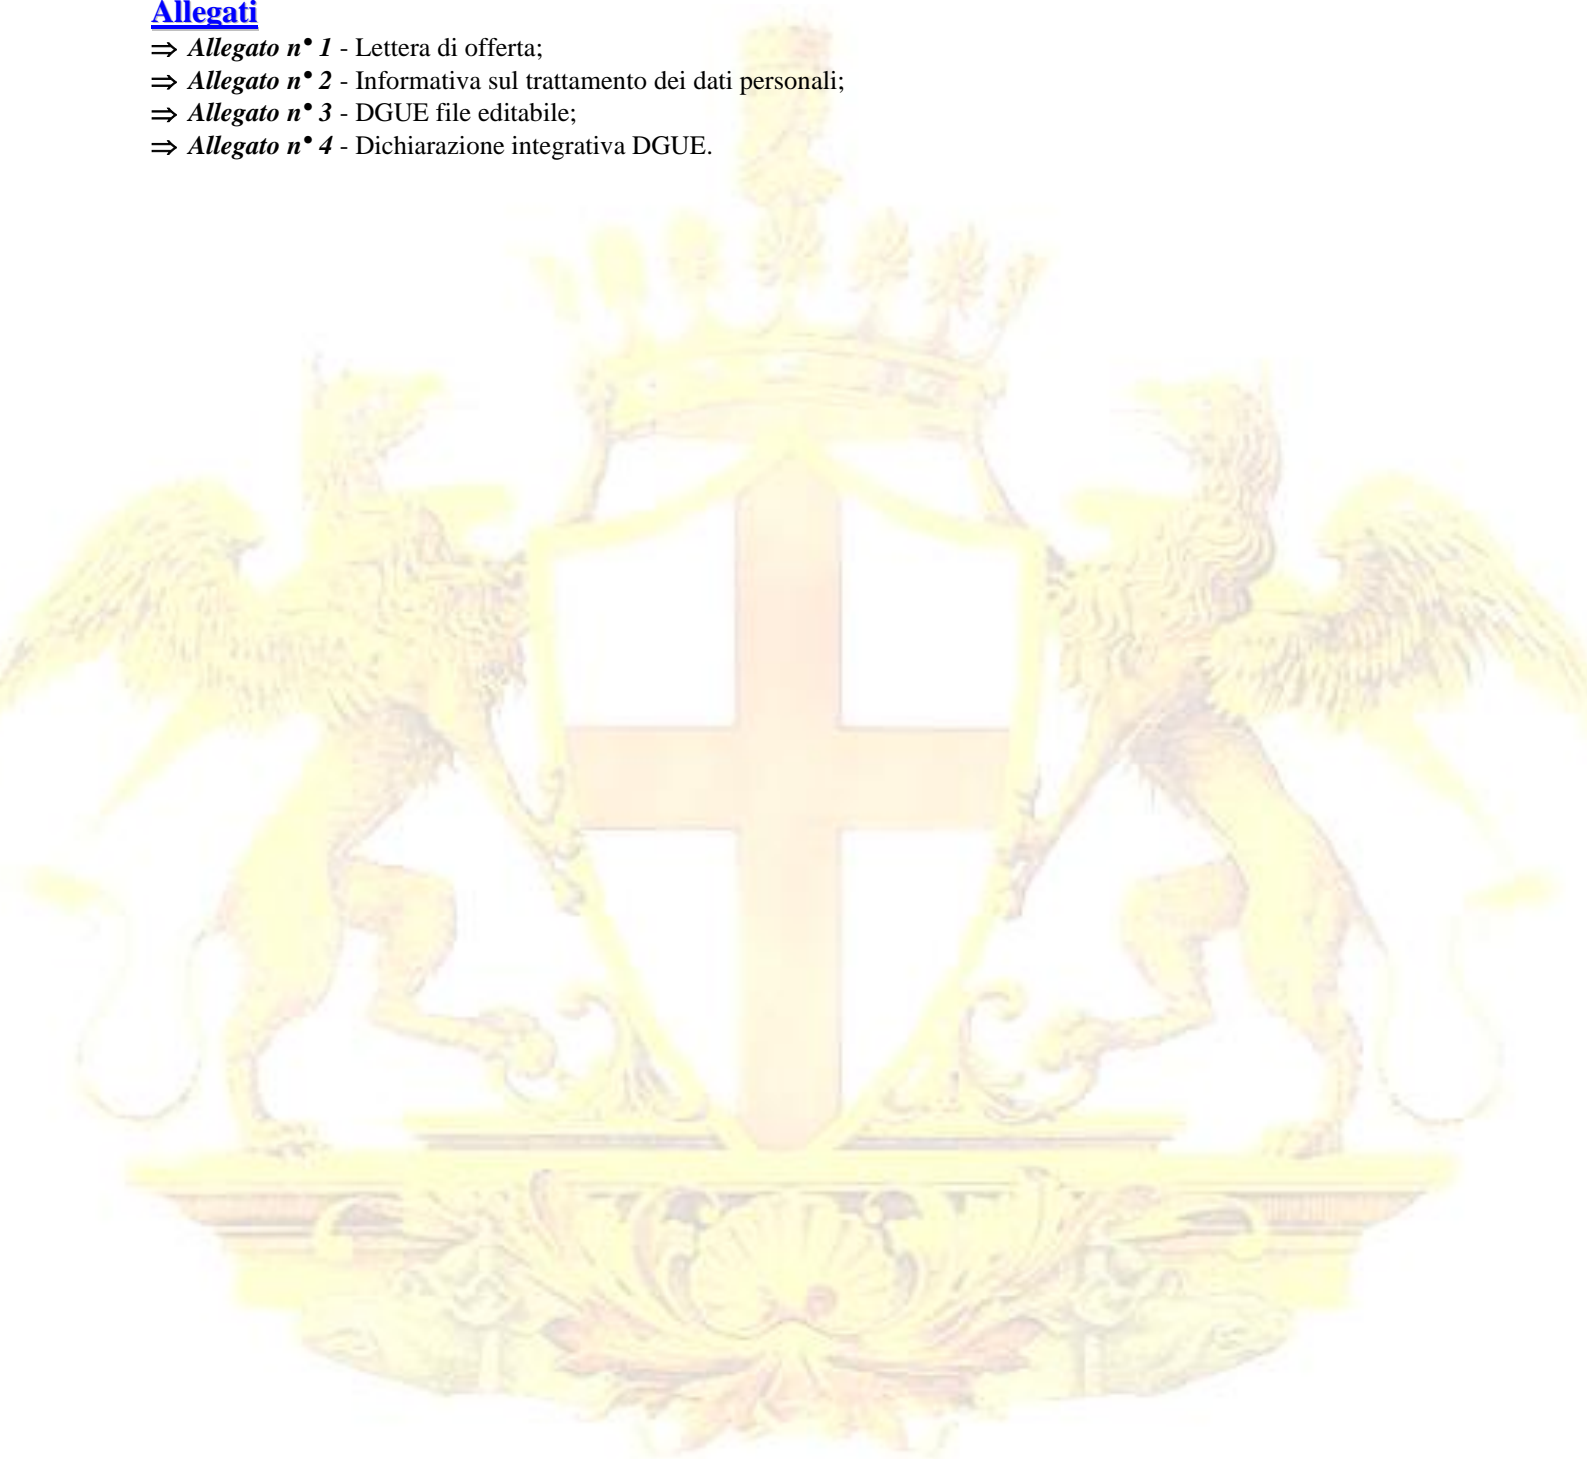 Allegati
⇒ Allegato n° 1 - Lettera di offerta;
⇒ Allegato n° 2 - Informativa sul trattamento dei dati personali;
⇒ Allegato n° 3 - DGUE file editabile;
⇒ Allegato n° 4 - Dichiarazione integrativa DGUE.